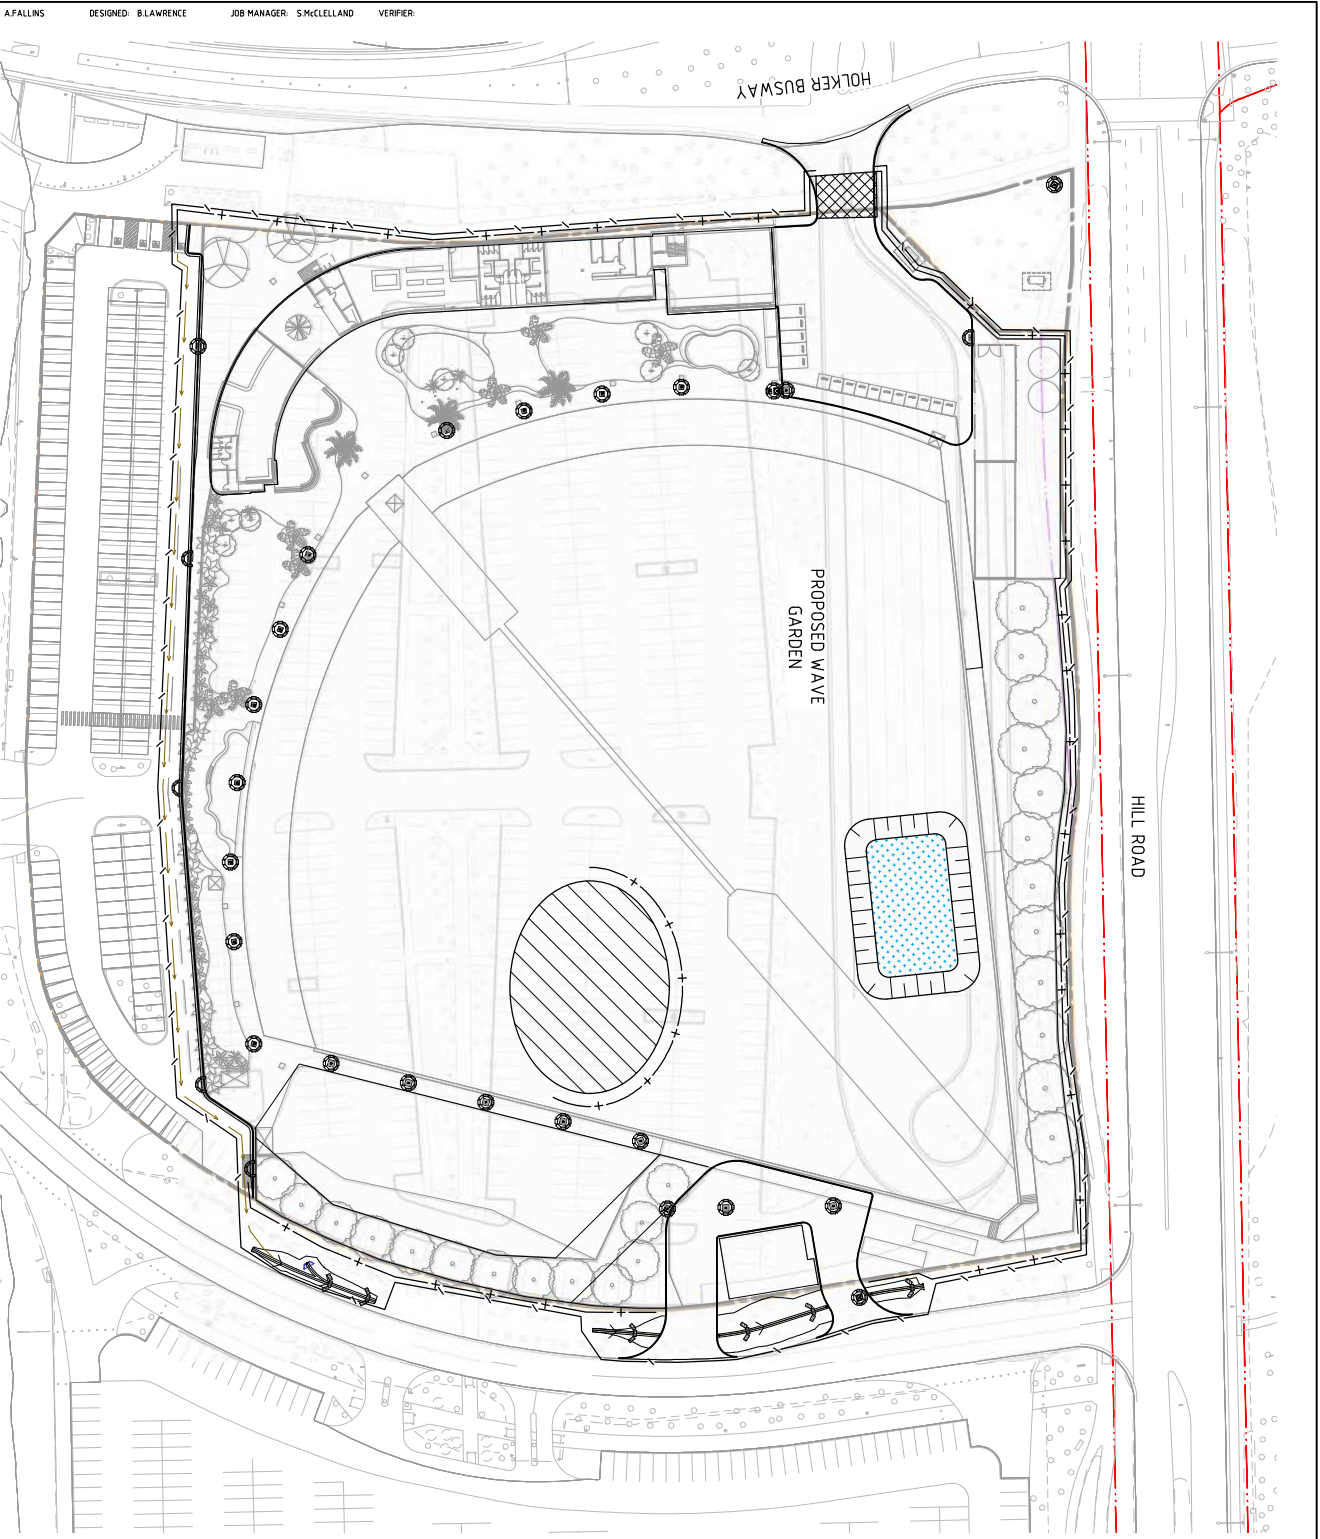 A.FALLINS DESIGNED: B.LAWRENCE JOB MANAGER: S.McCLELLAND VERIFIER:
HOLKER BUSWAY
PROPOSED WAVE
GARDEN
HILL ROAD